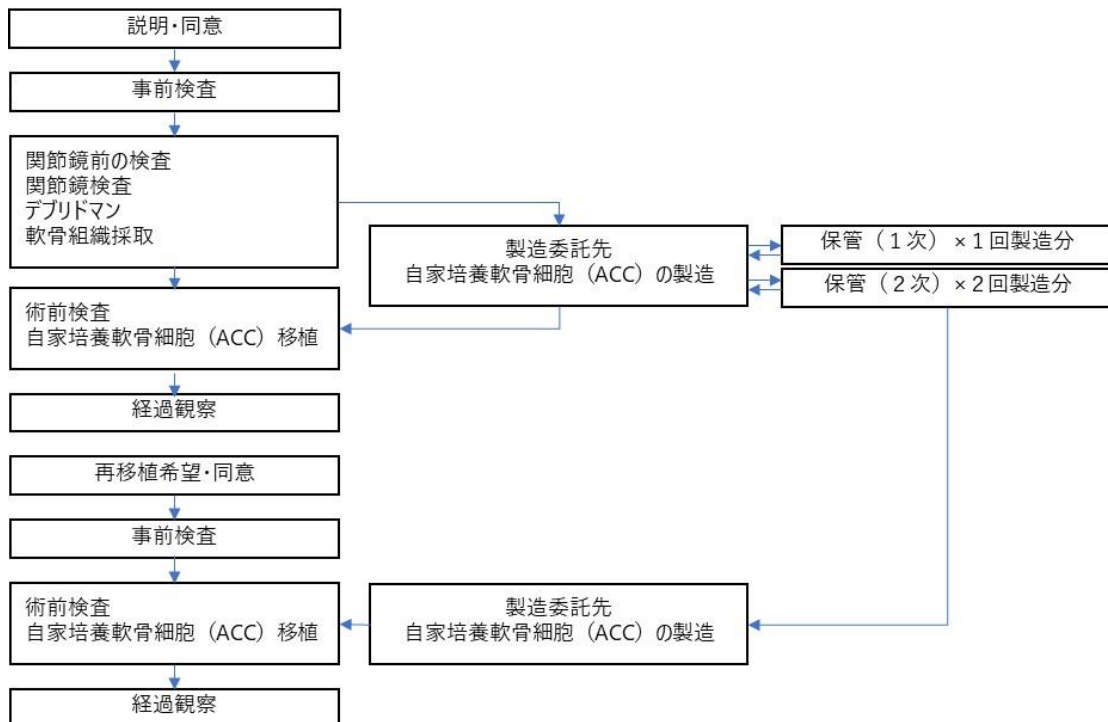 説明・同意
事前検査
関節鏡前の検査
関節鏡検査
デブリドマン
軟骨組織採取
製造委託先
自家培養軟骨細胞（ACC）の製造
保管（１次）×１回製造分
保管（２次）×２回製造分
術前検査
自家培養軟骨細胞（ACC）移植
経過観察
再移植希望・同意
事前検査
術前検査
自家培養軟骨細胞（ACC）移植
製造委託先
自家培養軟骨細胞（ACC）の製造
経過観察